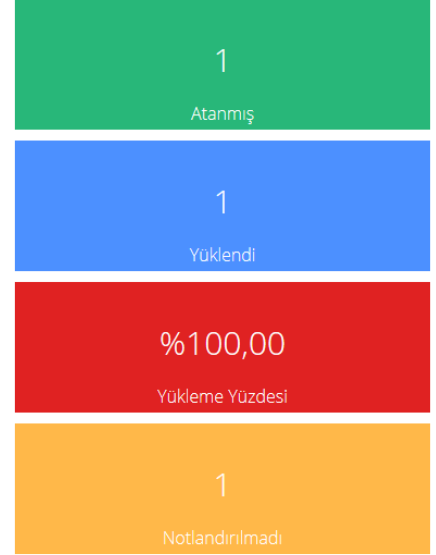 1
Atanmış
1
Yüklendi
%100,00
Yükleme Yüzdesi
1
Notlandırılmadı